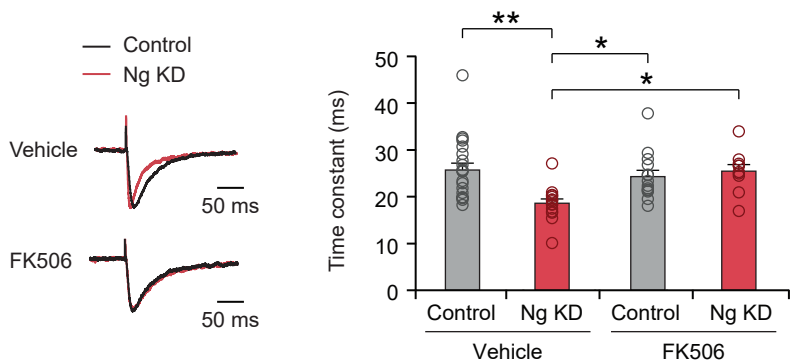 Control
Ng KD
Vehicle
50 ms
FK506
50 ms
** 
*
*
Time constant (ms)
50
40
30
20
10
0
Control Ng KD Control Ng KD
Vehicle FK506